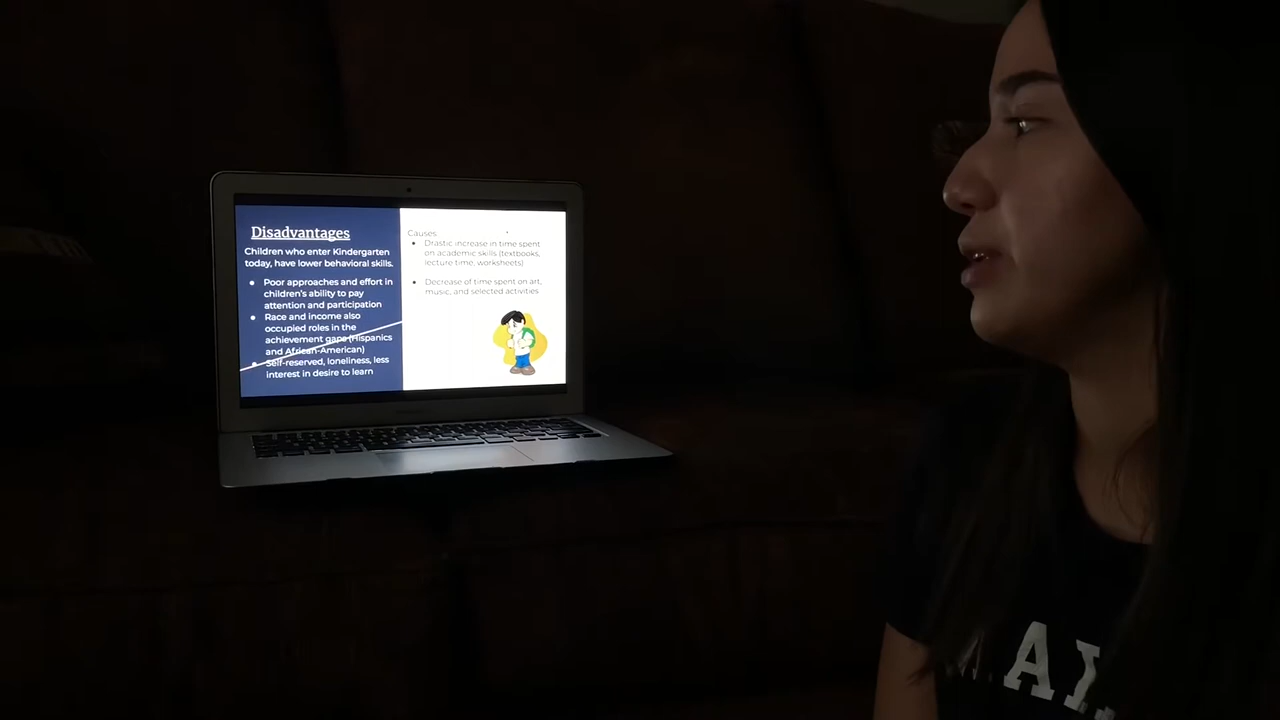 Disadvantages
Children who enter Kindergarten
today, have lower behavioral skills.
● Poor approaches and effort in
children's ability to pay
attention and participation
● Race and income also
occupied roles in the
achievement gaps (Hispanics
and African-American)
● Self-reserved, loneliness, less
interest in desire to learn
Causes:
● Drastic increase in time spent
on academic skills (textbooks,
lecture time, worksheets)
● Decrease of time spent on art,
music, and selected activities